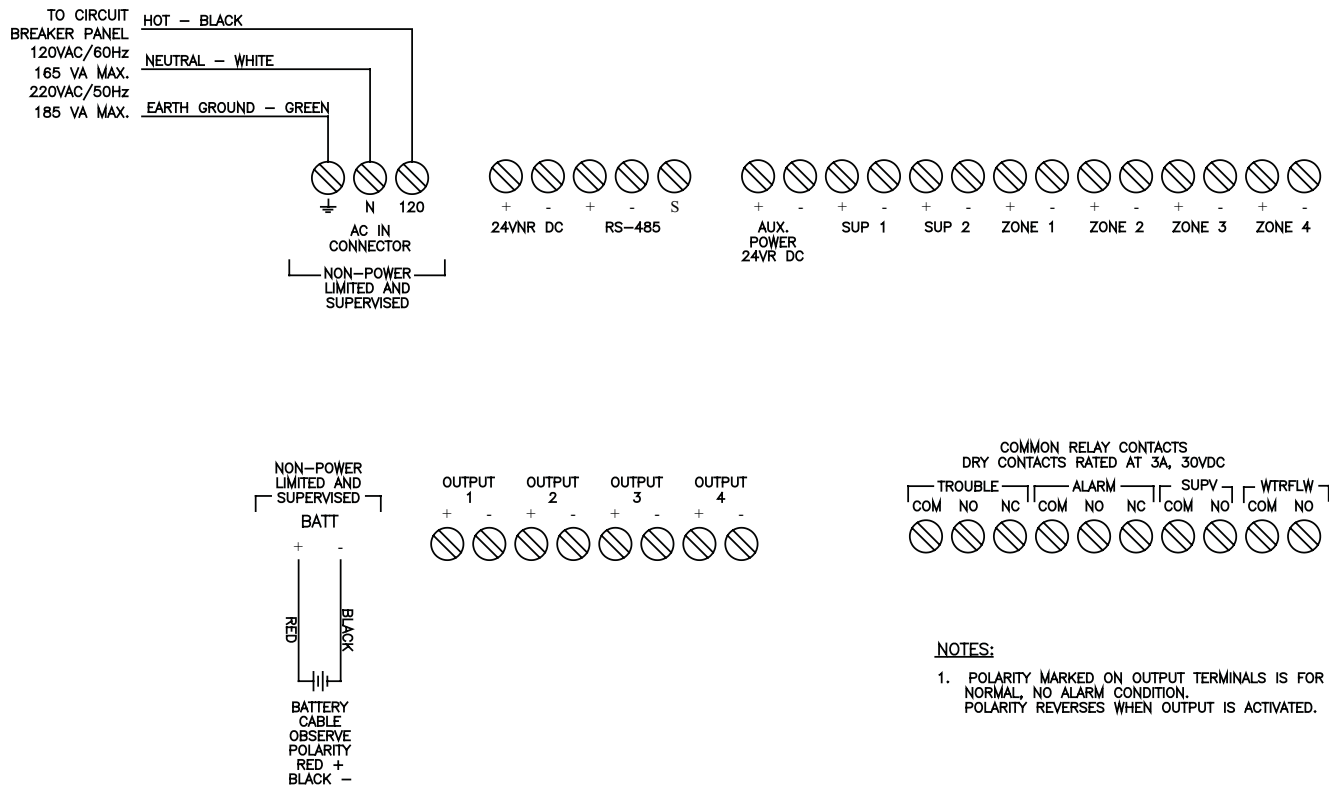 TO CIRCUIT
BREAKER PANEL
120VAC/60Hz
165 VA MAX.
220VAC/50Hz
185 VA MAX.
HOT - BLACK
NEUTRAL - WHITE
EARTH GROUND - GREEN
N 120
AC IN
CONNECTOR
NON-POWER
LIMITED AND
SUPERVISED
+ - + - S
24VNR DC RS-485
+ - + - + - + - + - + - + -
AUX.
POWER
24VR DC
SUP 1 SUP 2 ZONE 1 ZONE 2 ZONE 3 ZONE 4
NON-POWER
LIMITED AND
SUPERVISED
BATT
+ -
RED
BLACK
BATTERY
CABLE
OBSERVE
POLARITY
RED +
BLACK -
OUTPUT
1
+ -
OUTPUT
2
+ -
OUTPUT
3
+ -
OUTPUT
4
+ -
COMMON RELAY CONTACTS
DRY CONTACTS RATED AT 3A, 30VDC
TROUBLE ALARM SUPV WTRFLW
COM NO NC COM NO NC COM NO COM NO
NOTES:
1. POLARITY MARKED ON OUTPUT TERMINALS IS FOR
NORMAL, NO ALARM CONDITION.
POLARITY REVERSES WHEN OUTPUT IS ACTIVATED.